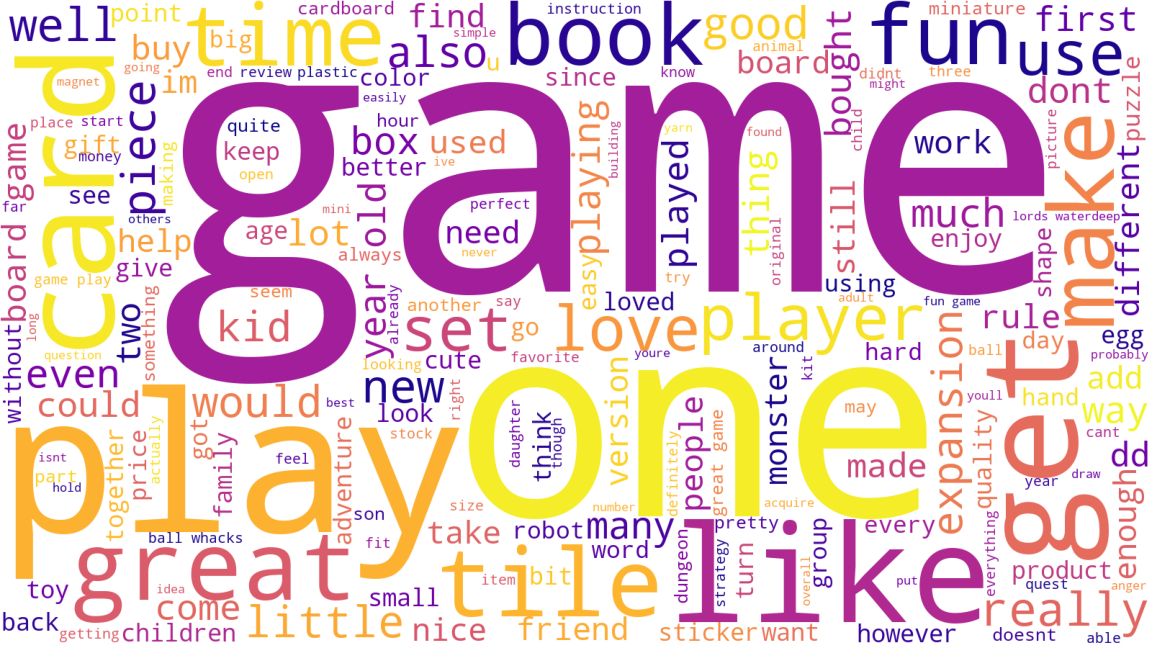 well
point
cardboard
find
simple
instruction
good
animal
fun
miniature
first
time
buy
big
also
u
book
board
bought
use
going
im
end
review
plastic
color
since
know
didnt
three
might
dont
puzzle
magnet
card
piece
easily
game
place
start
gift
money
making
quite
keep
open
hour
box
used
better
ive
playing
building
yarn
found
played
thing
child
work
picture
make
board game
see
others
far
help
age
lot
mini
old
perfect
need
never
easy
original
still
much
enjoy
lords waterdeep
different
give
game play
always
try
using
adult
shape
seem
already
another
say
loved
fun game
two
something
kid
year
set
go
love
player
rule
day
egg
long
question
looking
cute
favorite
youre
around
hard
expansion
ball
probably
without
even
new
kit
add
could
would
best
look
right
version
one
monster
may
youll
hand
way
play
got
stock
daughter
think
though
people
great game
made
quality
get
cant
isnt
part
hold
together
actually
price
family
feel
adventure
definitely
dd
draw
year
size
number
acquire
son
ball whacks
fit
take
robot
many
pretty
every
enough
great
word
dungeon
strategy
turn
group
like
everything
product
toy
idea
come
small
tile
item
bit
overall
put
quest
anger
really
back
getting
children
little
nice
friend
sticker
want
however
doesnt
able